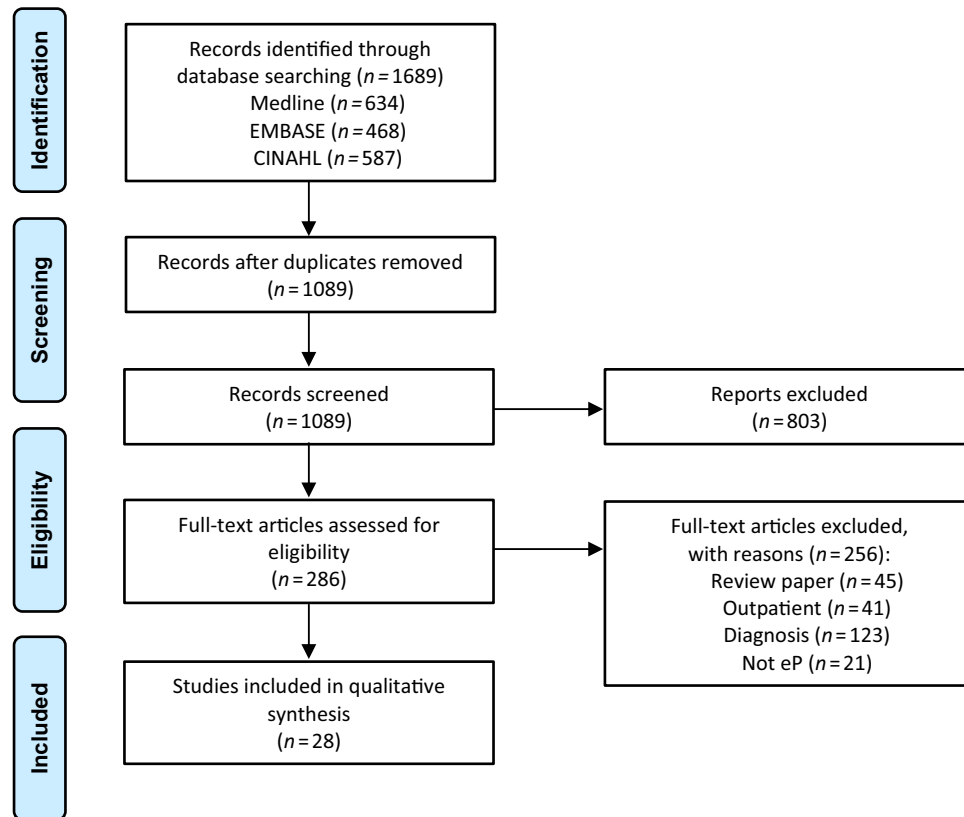 Identification
Records identified through
database searching (n = 1689)
Medline (n = 634)
EMBASE (n = 468)
CINAHL (n = 587)
Screening
Records after duplicates removed
(n = 1089)
Records screened
(n = 1089)
Reports excluded
(n = 803)
Eligibility
Full-text articles assessed for
eligibility
(n = 286)
Full-text articles excluded,
with reasons (n = 256):
Review paper (n = 45)
Outpatient (n = 41)
Diagnosis (n = 123)
Not eP (n = 21)
Included
Studies included in qualitative
synthesis
(n = 28)